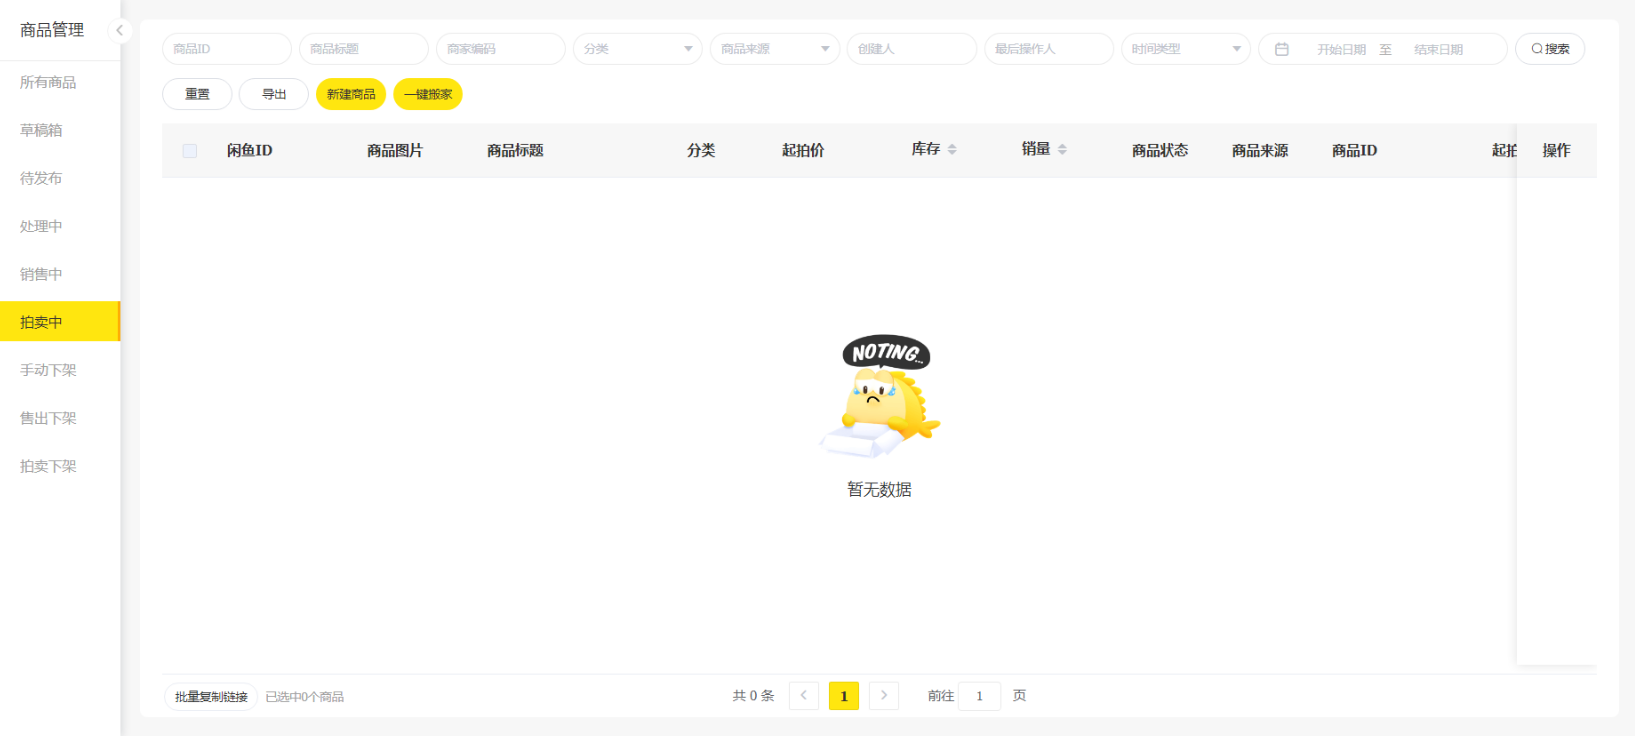 商品管理
所有商品
草稿箱
待发布
处理中
销售中
拍卖中
手动下架
售出下架
拍卖下架
商品ID 商品标题 商家编码 分类 商品来源 创建人 最后操作人 时间类型 开始日期 至 结束日期 搜索
重置 导出 新建商品 一键搬家
闲鱼ID 商品图片 商品标题 分类 起拍价 库存 销量 商品状态 商品来源 商品ID 起拍 操作
NOTING...
暂无数据
批量复制链接 已选中0个商品 共 0 条 1 前往 1 页